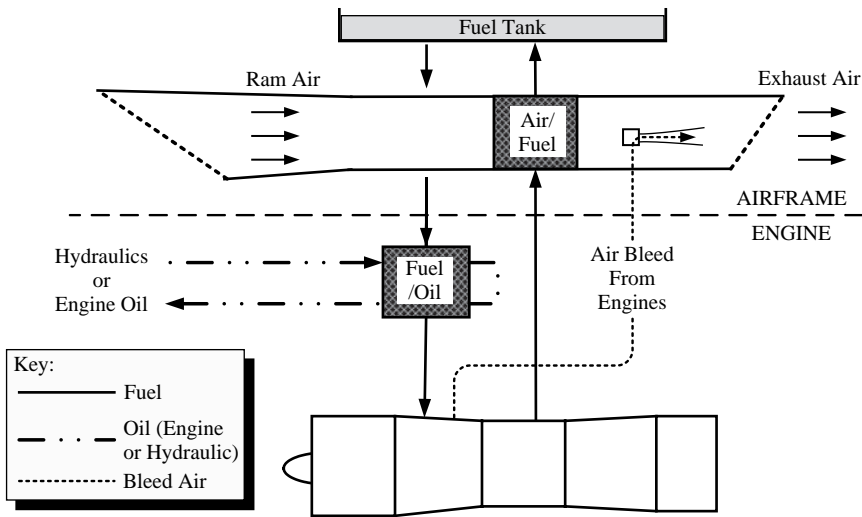 Fuel Tank
Ram Air
Exhaust Air
Air/
Fuel
AIRFRAME
ENGINE
Hydraulics
or
Engine Oil
Fuel
/Oil
Air Bleed
From
Engines
Key:
Fuel
Oil (Engine
or Hydraulic)
Bleed Air